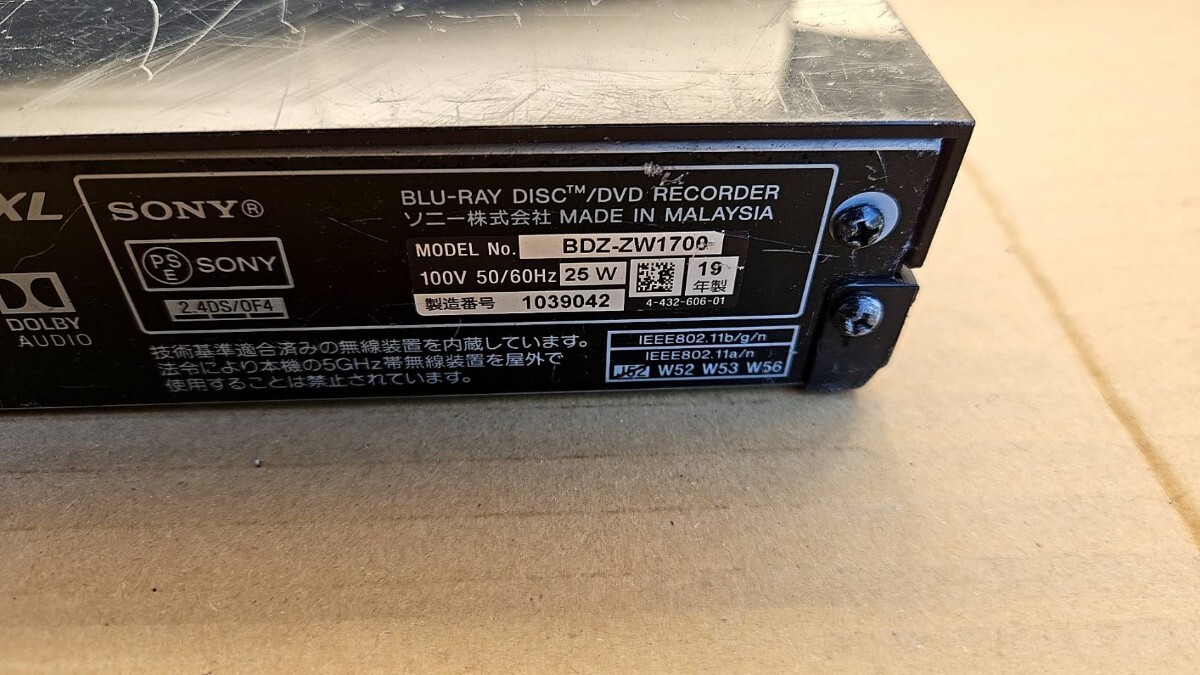 XL
SONY®
BLU-RAY DISC™/DVD RECORDER
ソニー株式会社 MADE IN MALAYSIA
PSE SONY
MODEL No. BDZ-ZW1700
100V 50/60Hz 25 W
19年製
2.4DS/OF4
製造番号 1039042
4-432-606-01
DOLBY
AUDIO
技術基準適合済みの無線装置を内蔵しています。
法令により本機の5GHz帯無線装置を屋外で
使用することは禁止されています。
IEEE802.11b/g/n
IEEE802.11a/n
J52 W52 W53 W56